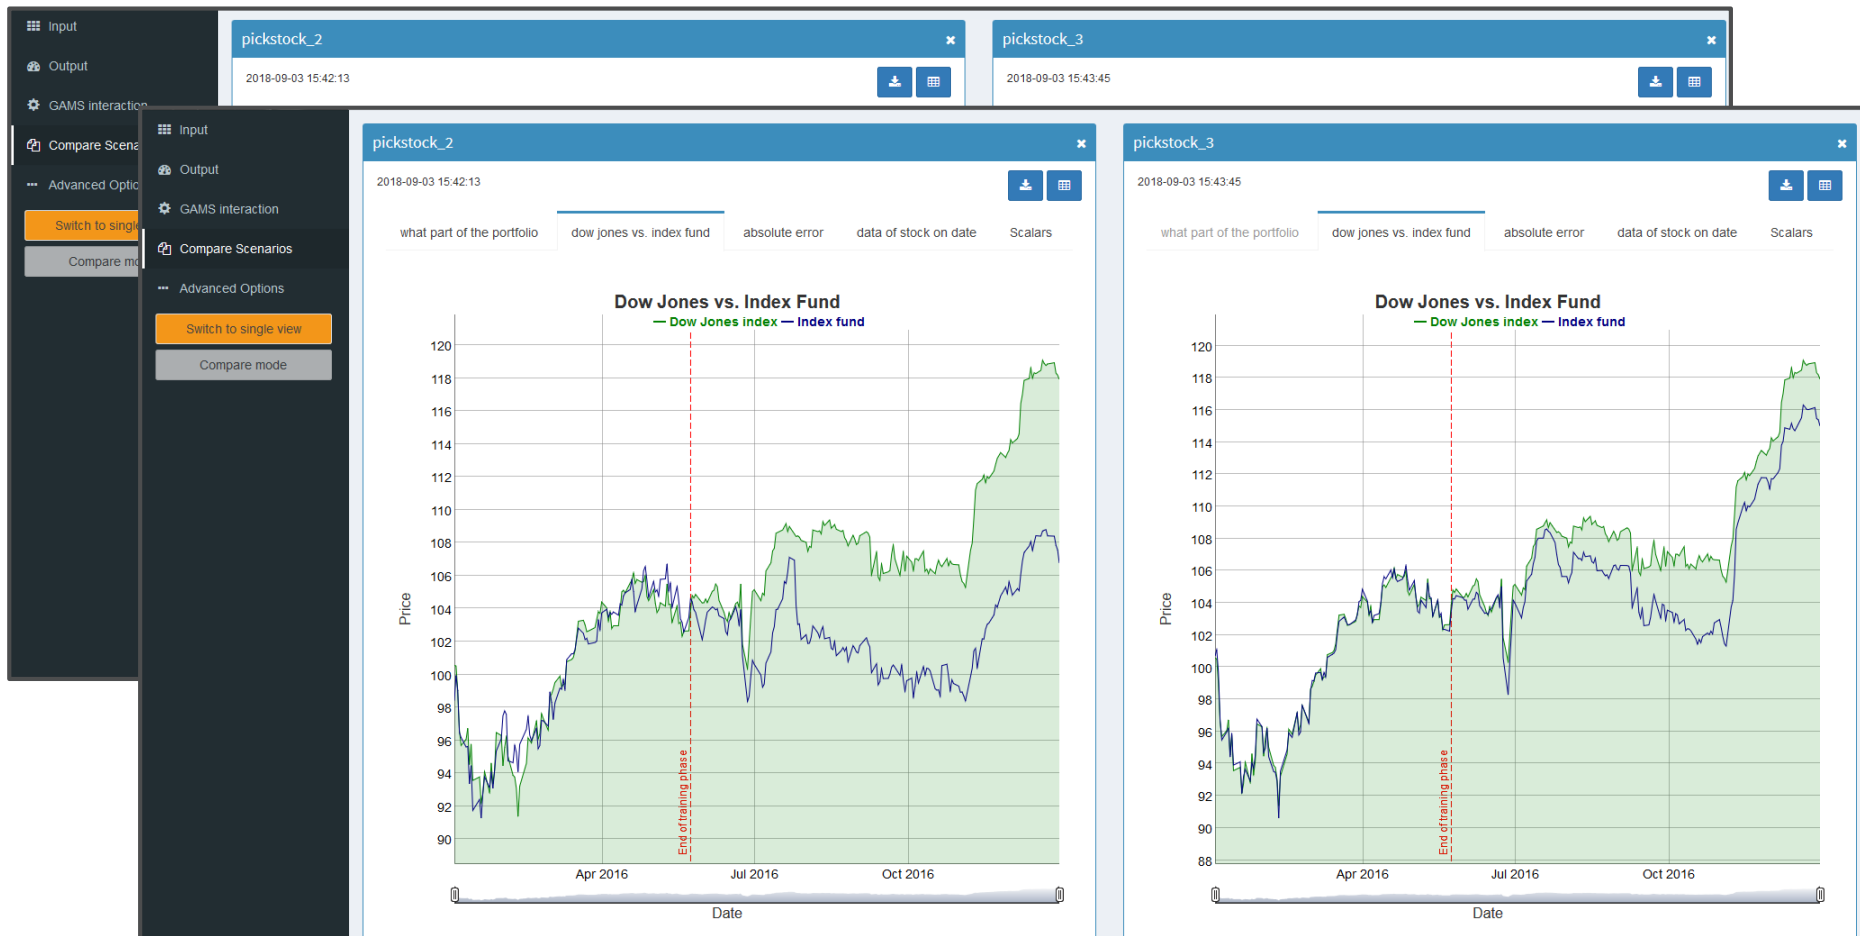 Input
Output
GAMS interaction
Compare Scena
Advanced Optio
Switch to single
Compare mo
pickstock_2
2018-09-03 15:42:13
pickstock_3
2018-09-03 15:43:45
Input
Output
GAMS interaction
Compare Scenarios
Advanced Options
Switch to single view
Compare mode
pickstock_2
2018-09-03 15:42:13
what part of the portfolio dow jones vs. index fund absolute error data of stock on date Scalars
Dow Jones vs. Index Fund
Dow Jones index Index fund
120
118
116
114
112
110
108
106
104
102
100
98
96
94
92
90
Price
End of training phase
Apr 2016 Jul 2016 Oct 2016
Date
pickstock_3
2018-09-03 15:43:45
what part of the portfolio dow jones vs. index fund absolute error data of stock on date Scalars
Dow Jones vs. Index Fund
Dow Jones index Index fund
120
118
116
114
112
110
108
106
104
102
100
98
96
94
92
90
88
Price
End of training phase
Apr 2016 Jul 2016 Oct 2016
Date